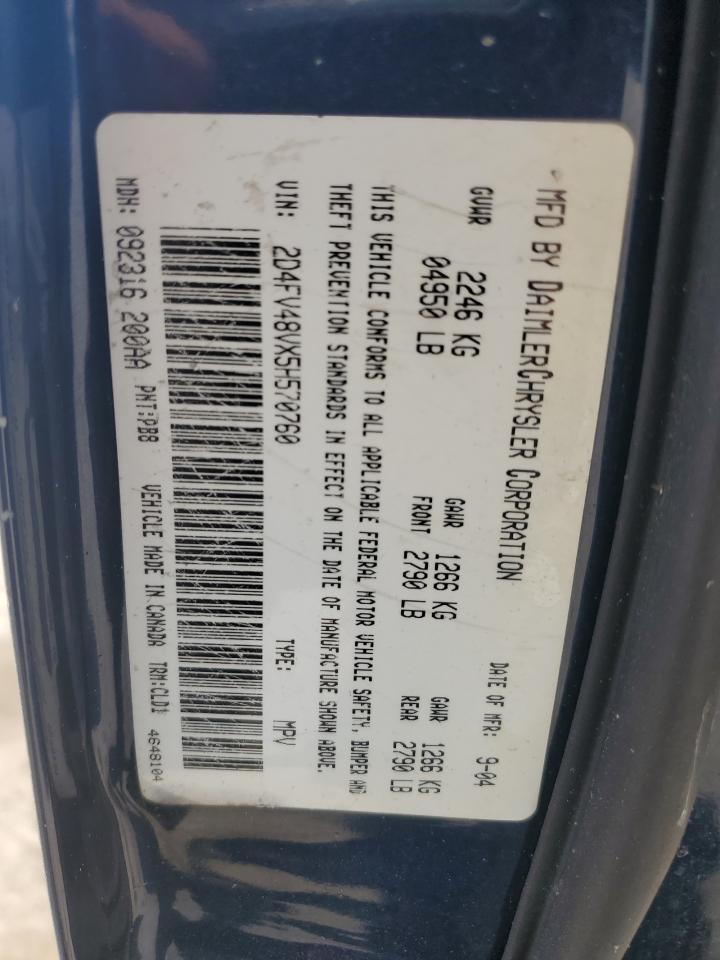 MFD BY DAIMLERCHRYSLER CORPORATION
DATE OF MFR: 9-04
GVWR 2246 KG
04950 LB
GAWR FRONT 1266 KG
2790 LB
GAWR REAR 1266 KG
2790 LB
THIS VEHICLE CONFORMS TO ALL APPLICABLE FEDERAL MOTOR VEHICLE SAFETY, BUMPER AND
THEFT PREVENTION STANDARDS IN EFFECT ON THE DATE OF MANUFACTURE SHOWN ABOVE.
VIN: 2D4FV48VX5H570760 TYPE: MPV
MDH: 092316 200AA PNT:PB8 VEHICLE MADE IN CANADA TRM:CLD1 4648104